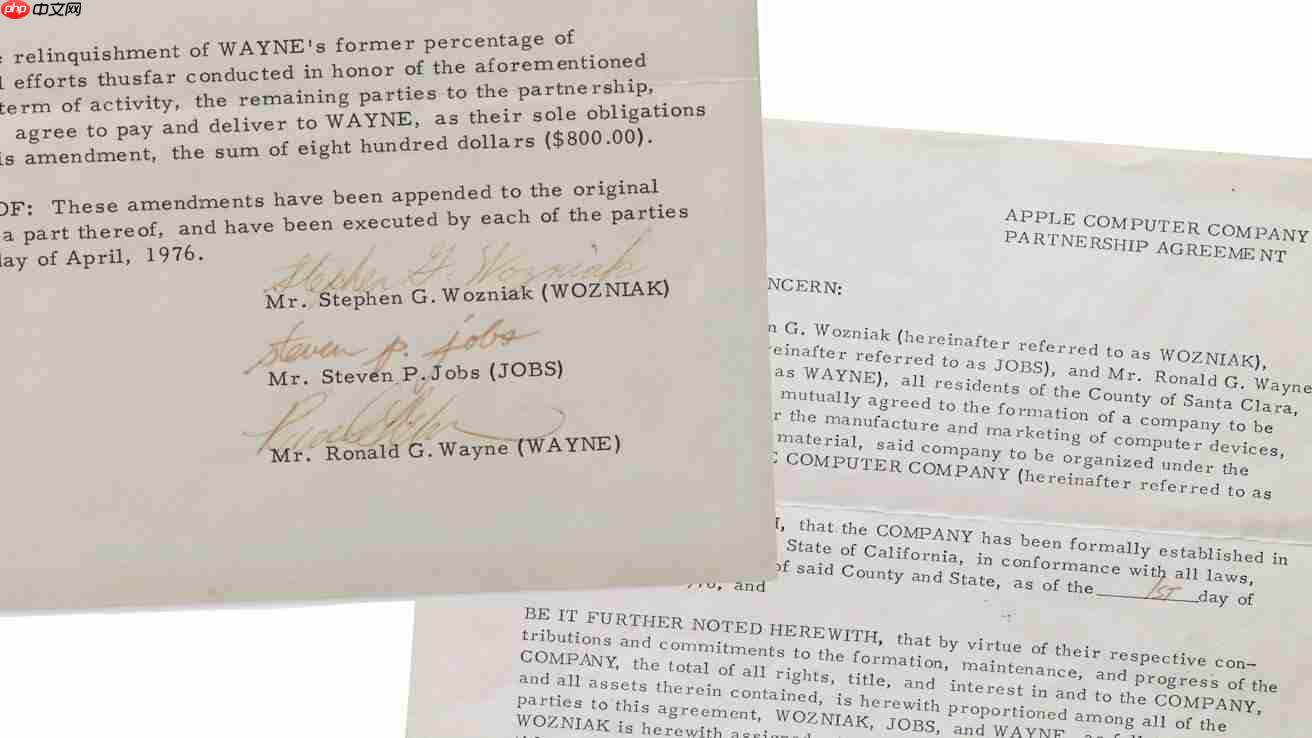 php 中文网
relinquishment of WAYNE's former percentage of
efforts thusfar conducted in honor of the aforementioned
term of activity, the remaining parties to the partnership,
agree to pay and deliver to WAYNE, as their sole obligations
is amendment, the sum of eight hundred dollars ($800.00).
OF: These amendments have been appended to the original
a part thereof, and have been executed by each of the parties
day of April, 1976.
Stephen G. Wozniak
Mr. Stephen G. Wozniak (WOZNIAK)
steven p. jobs
Mr. Steven P. Jobs (JOBS)
Mr. Ronald G. Wayne (WAYNE)
APPLE COMPUTER COMPANY
PARTNERSHIP AGREEMENT
NCERN:
n G. Wozniak (hereinafter referred to as WOZNIAK),
einafter referred to as JOBS), and Mr. Ronald G. Wayne
as WAYNE), all residents of the County of Santa Clara,
mutually agreed to the formation of a company to be
r the manufacture and marketing of computer devices,
material, said company to be organized under the
COMPUTER COMPANY (hereinafter referred to as
, that the COMPANY has been formally established in
State of California, in conformance with all laws,
of said County and State, as of the 1st day of
and
BE IT FURTHER NOTED HEREWITH, that by virtue of their respective con-
tributions and commitments to the formation, maintenance, and progress of the
COMPANY, the total of all rights, title, and interest in and to the COMPANY,
and all assets therein contained, is herewith proportioned among all of the
parties to this agreement, WOZNIAK, JOBS, and WAYNE, as
WOZNIAK is herewith